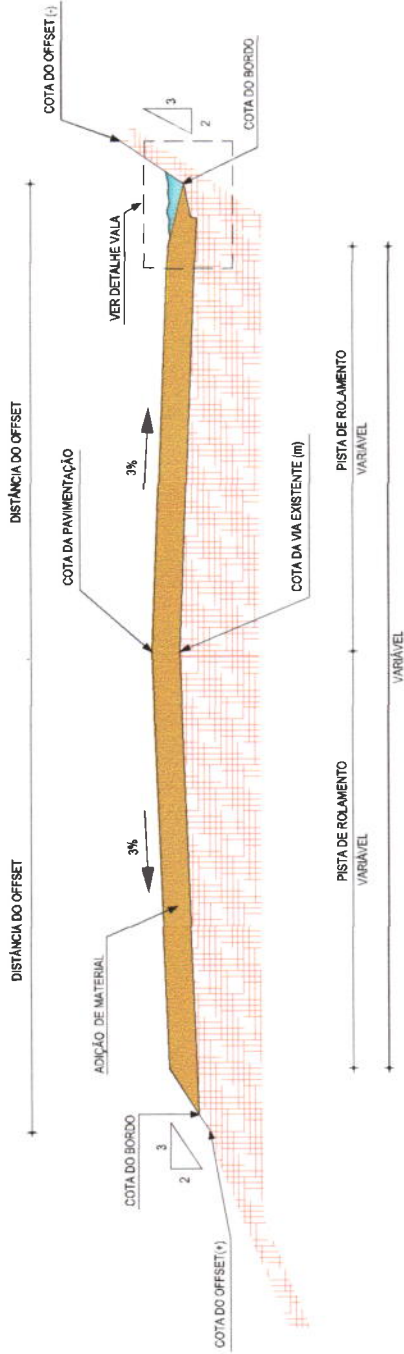 COTA DO OFFSET (-)
DISTÂNCIA DO OFFSET
DISTÂNCIA DO OFFSET
3
2
COTA DO BORDO
VER DETALHE VALA
3%
COTA DA PAVIMENTAÇÃO
3%
ADIÇÃO DE MATERIAL
COTA DO BORDO
3
2
COTA DO OFFSET(+)
COTA DA VIA EXISTENTE (m)
PISTA DE ROLAMENTO
VARIÁVEL
PISTA DE ROLAMENTO
VARIÁVEL
VARIÁVEL